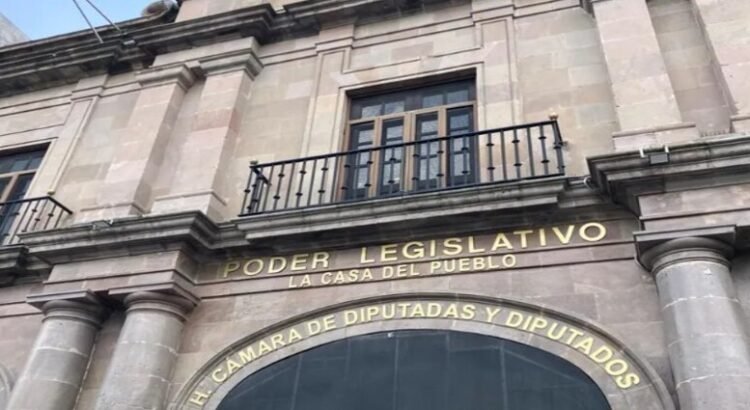 PODER LEGISLATIVO
LA CASA DEL PUEBLO
H. CÁMARA DE DIPUTADAS Y DIPUTADOS